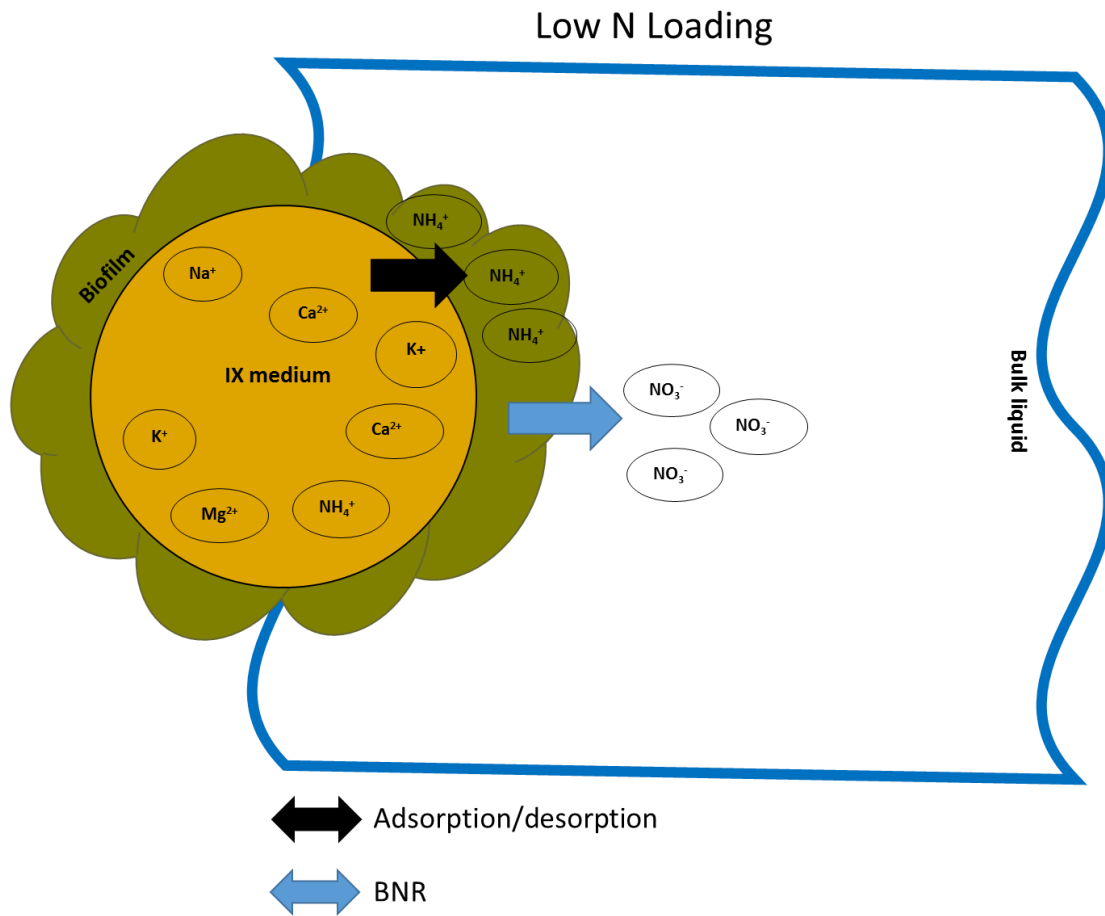 Low N Loading
NH₄⁺
Biofilm
Na⁺
NH₄⁺
Ca²⁺
NH₄⁺
K+
IX medium
NO₃⁻
Bulk liquid
K⁺
Ca²⁺
NO₃⁻
NO₃⁻
Mg²⁺
NH₄⁺
Adsorption/desorption
BNR